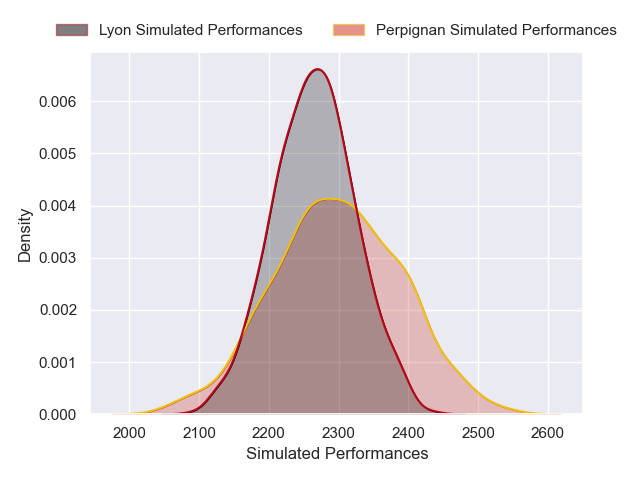 Lyon Simulated Performances Perpignan Simulated Performances
0.006
0.005
0.004
0.003
0.002
0.001
0.000
Density
2000 2100 2200 2300 2400 2500 2600
Simulated Performances